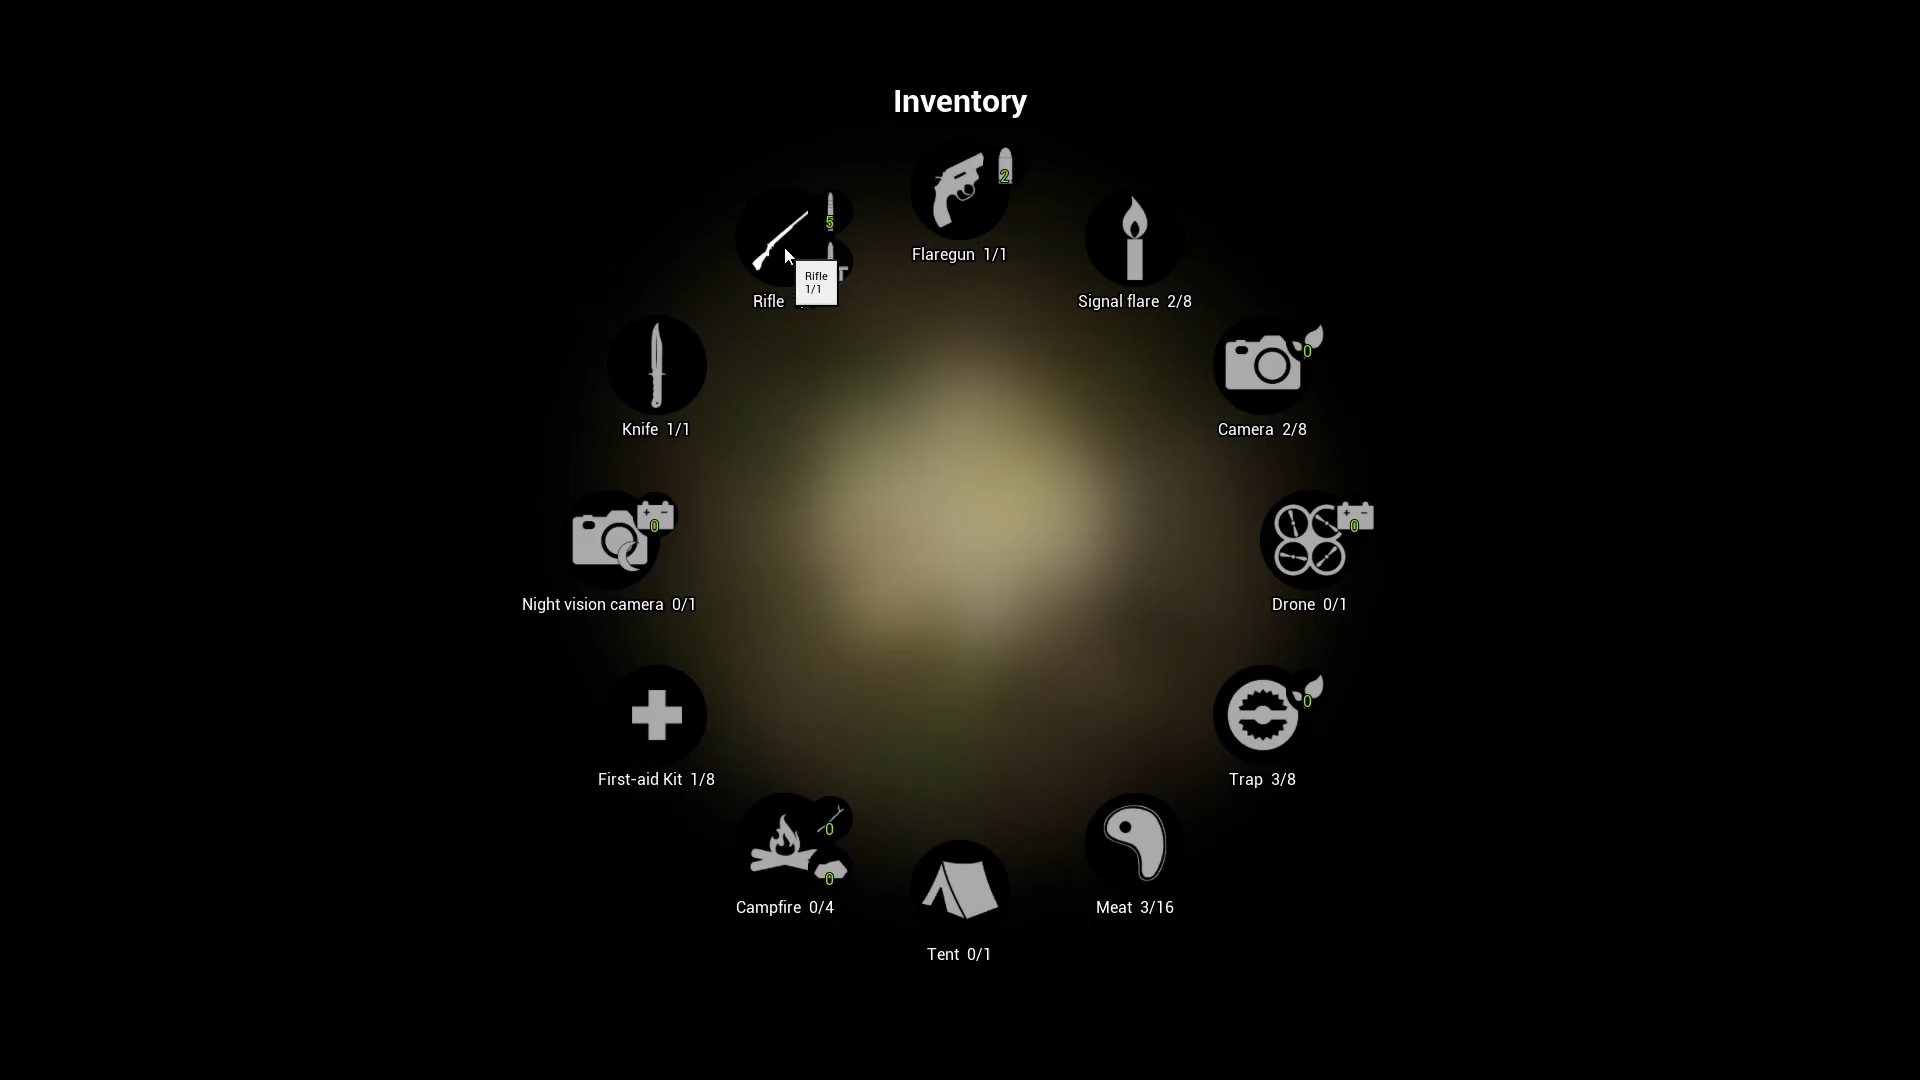 Inventory
2
Flaregun 1/1
5
Rifle
Rifle
1/1
Signal flare 2/8
0
Camera 2/8
Knife 1/1
0
Night vision camera 0/1
0
Drone 0/1
First-aid Kit 1/8
0
Trap 3/8
0
0
Campfire 0/4
Meat 3/16
Tent 0/1